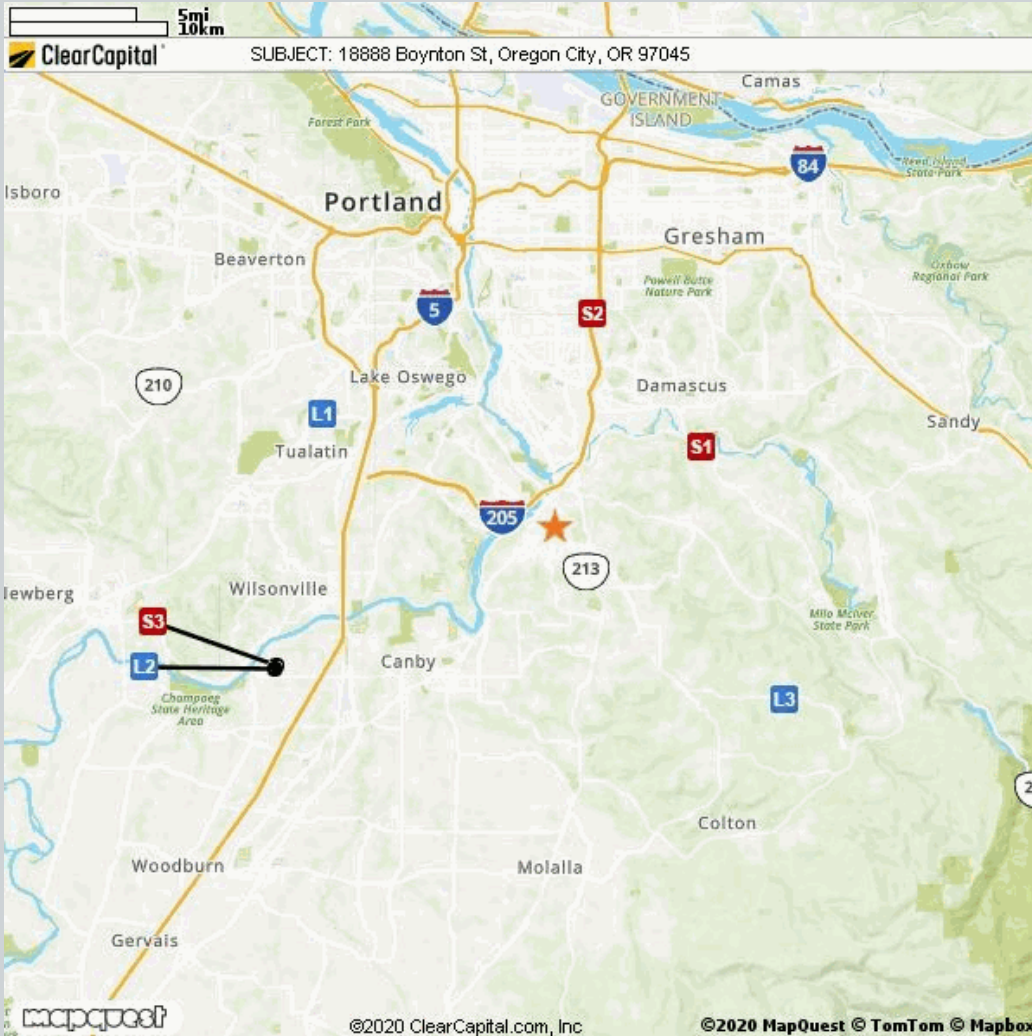 5mi
10km
ClearCapital
SUBJECT: 18888 Boynton St, Oregon City, OR 97045
Camas
GOVERNMENT
ISLAND
Forest Park
84
Reed Island
State Park
lsboro
Portland
Gresham
Beaverton
Oxbow
Regional Park
Powell Butte
Nature Park
5
S2
Lake Oswego
210
Damascus
L1
Sandy
Tualatin
S1
205
213
Wilsonville
Newberg
S3
Milo McIver
State Park
L2
Canby
Champoeg
State Heritage
Area
L3
2
Colton
Woodburn
Molalla
Gervais
mapquest
©2020 ClearCapital.com, Inc
©2020 MapQuest © TomTom © Mapbox